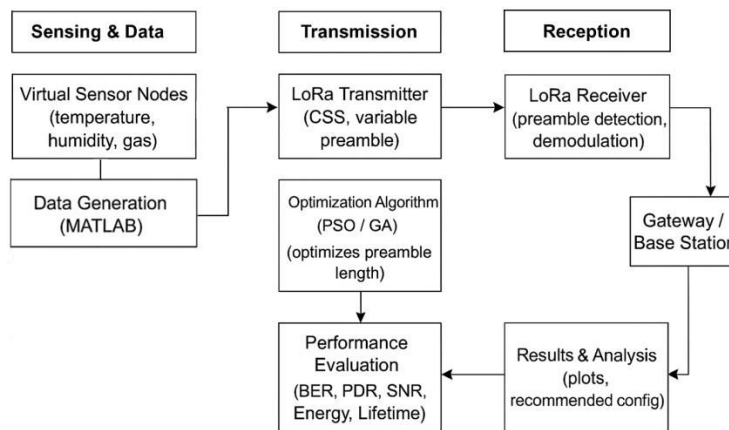 Sensing & Data
Transmission
Reception
Virtual Sensor Nodes
(temperature,
humidity, gas)
LoRa Transmitter
(CSS, variable
preamble)
LoRa Receiver
(preamble detection,
demodulation)
Data Generation
(MATLAB)
Optimization Algorithm
(PSO / GA)
(optimizes preamble
length)
Gateway /
Base Station
Performance
Evaluation
(BER, PDR, SNR,
Energy, Lifetime)
Results & Analysis
(plots,
recommended config)